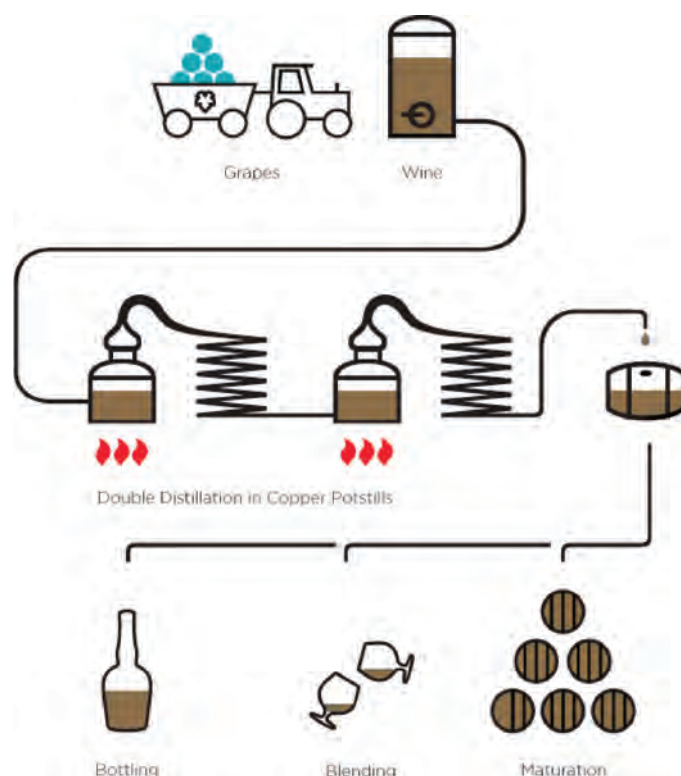 Grapes
Wine
Double Distillation in Copper Potstills
Bottling
Blending
Maturation